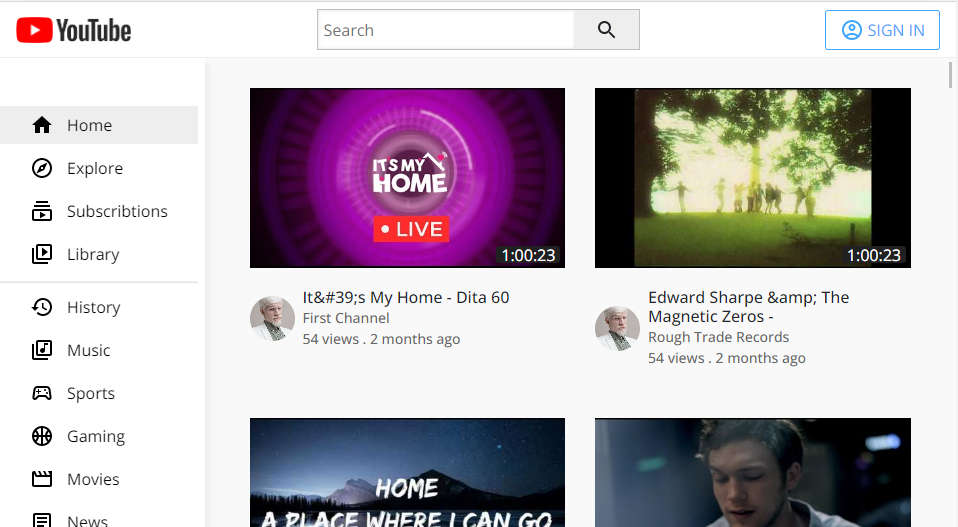 YouTube
Search
SIGN IN
Home
Explore
Subscribtions
Library
History
Music
Sports
Gaming
Movies
News
ITS MY
HOME
LIVE
1:00:23
It&#39;s My Home - Dita 60
First Channel
54 views . 2 months ago
1:00:23
Edward Sharpe &amp; The
Magnetic Zeros -
Rough Trade Records
54 views . 2 months ago
HOME
A PLACE WHERE I CAN GO